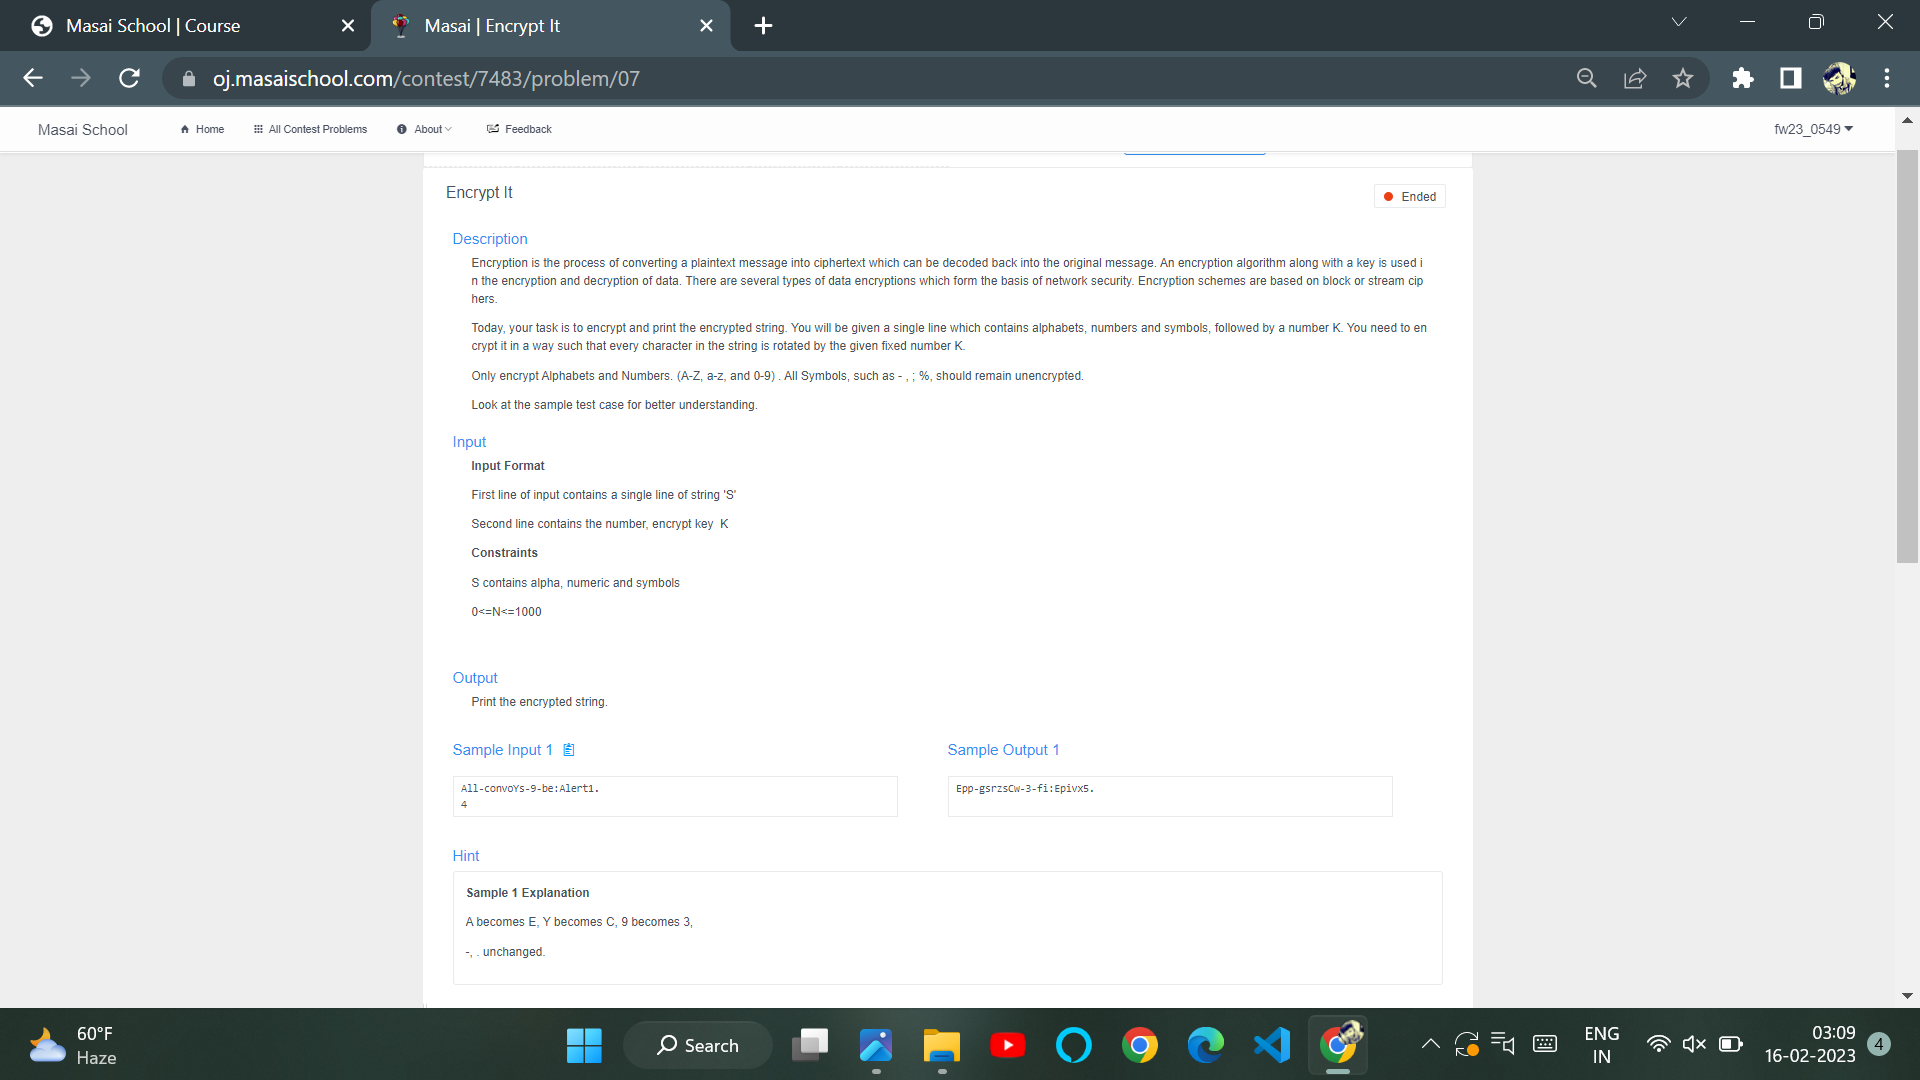 Masai School | Course
Masai | Encrypt It
oj.masaischool.com/contest/7483/problem/07
Masai School
Home
All Contest Problems
About
Feedback
fw23_0549
Encrypt It
Ended
Description
Encryption is the process of converting a plaintext message into ciphertext which can be decoded back into the original message. An encryption algorithm along with a key is used i
n the encryption and decryption of data. There are several types of data encryptions which form the basis of network security. Encryption schemes are based on block or stream cip
hers.
Today, your task is to encrypt and print the encrypted string. You will be given a single line which contains alphabets, numbers and symbols, followed by a number K. You need to en
crypt it in a way such that every character in the string is rotated by the given fixed number K.
Only encrypt Alphabets and Numbers. (A-Z, a-z, and 0-9) . All Symbols, such as - , ; %, should remain unencrypted.
Look at the sample test case for better understanding.
Input
Input Format
First line of input contains a single line of string 'S'
Second line contains the number, encrypt key  K
Constraints
S contains alpha, numeric and symbols
0<=N<=1000
Output
Print the encrypted string.
Sample Input 1
Sample Output 1
All-convoYs-9-be:Alert1.
4
Epp-gsrzsCw-3-fi:Epivx5.
Hint
Sample 1 Explanation
A becomes E, Y becomes C, 9 becomes 3,
-, . unchanged.
60°F
Haze
Search
ENG
IN
03:09
16-02-2023
4